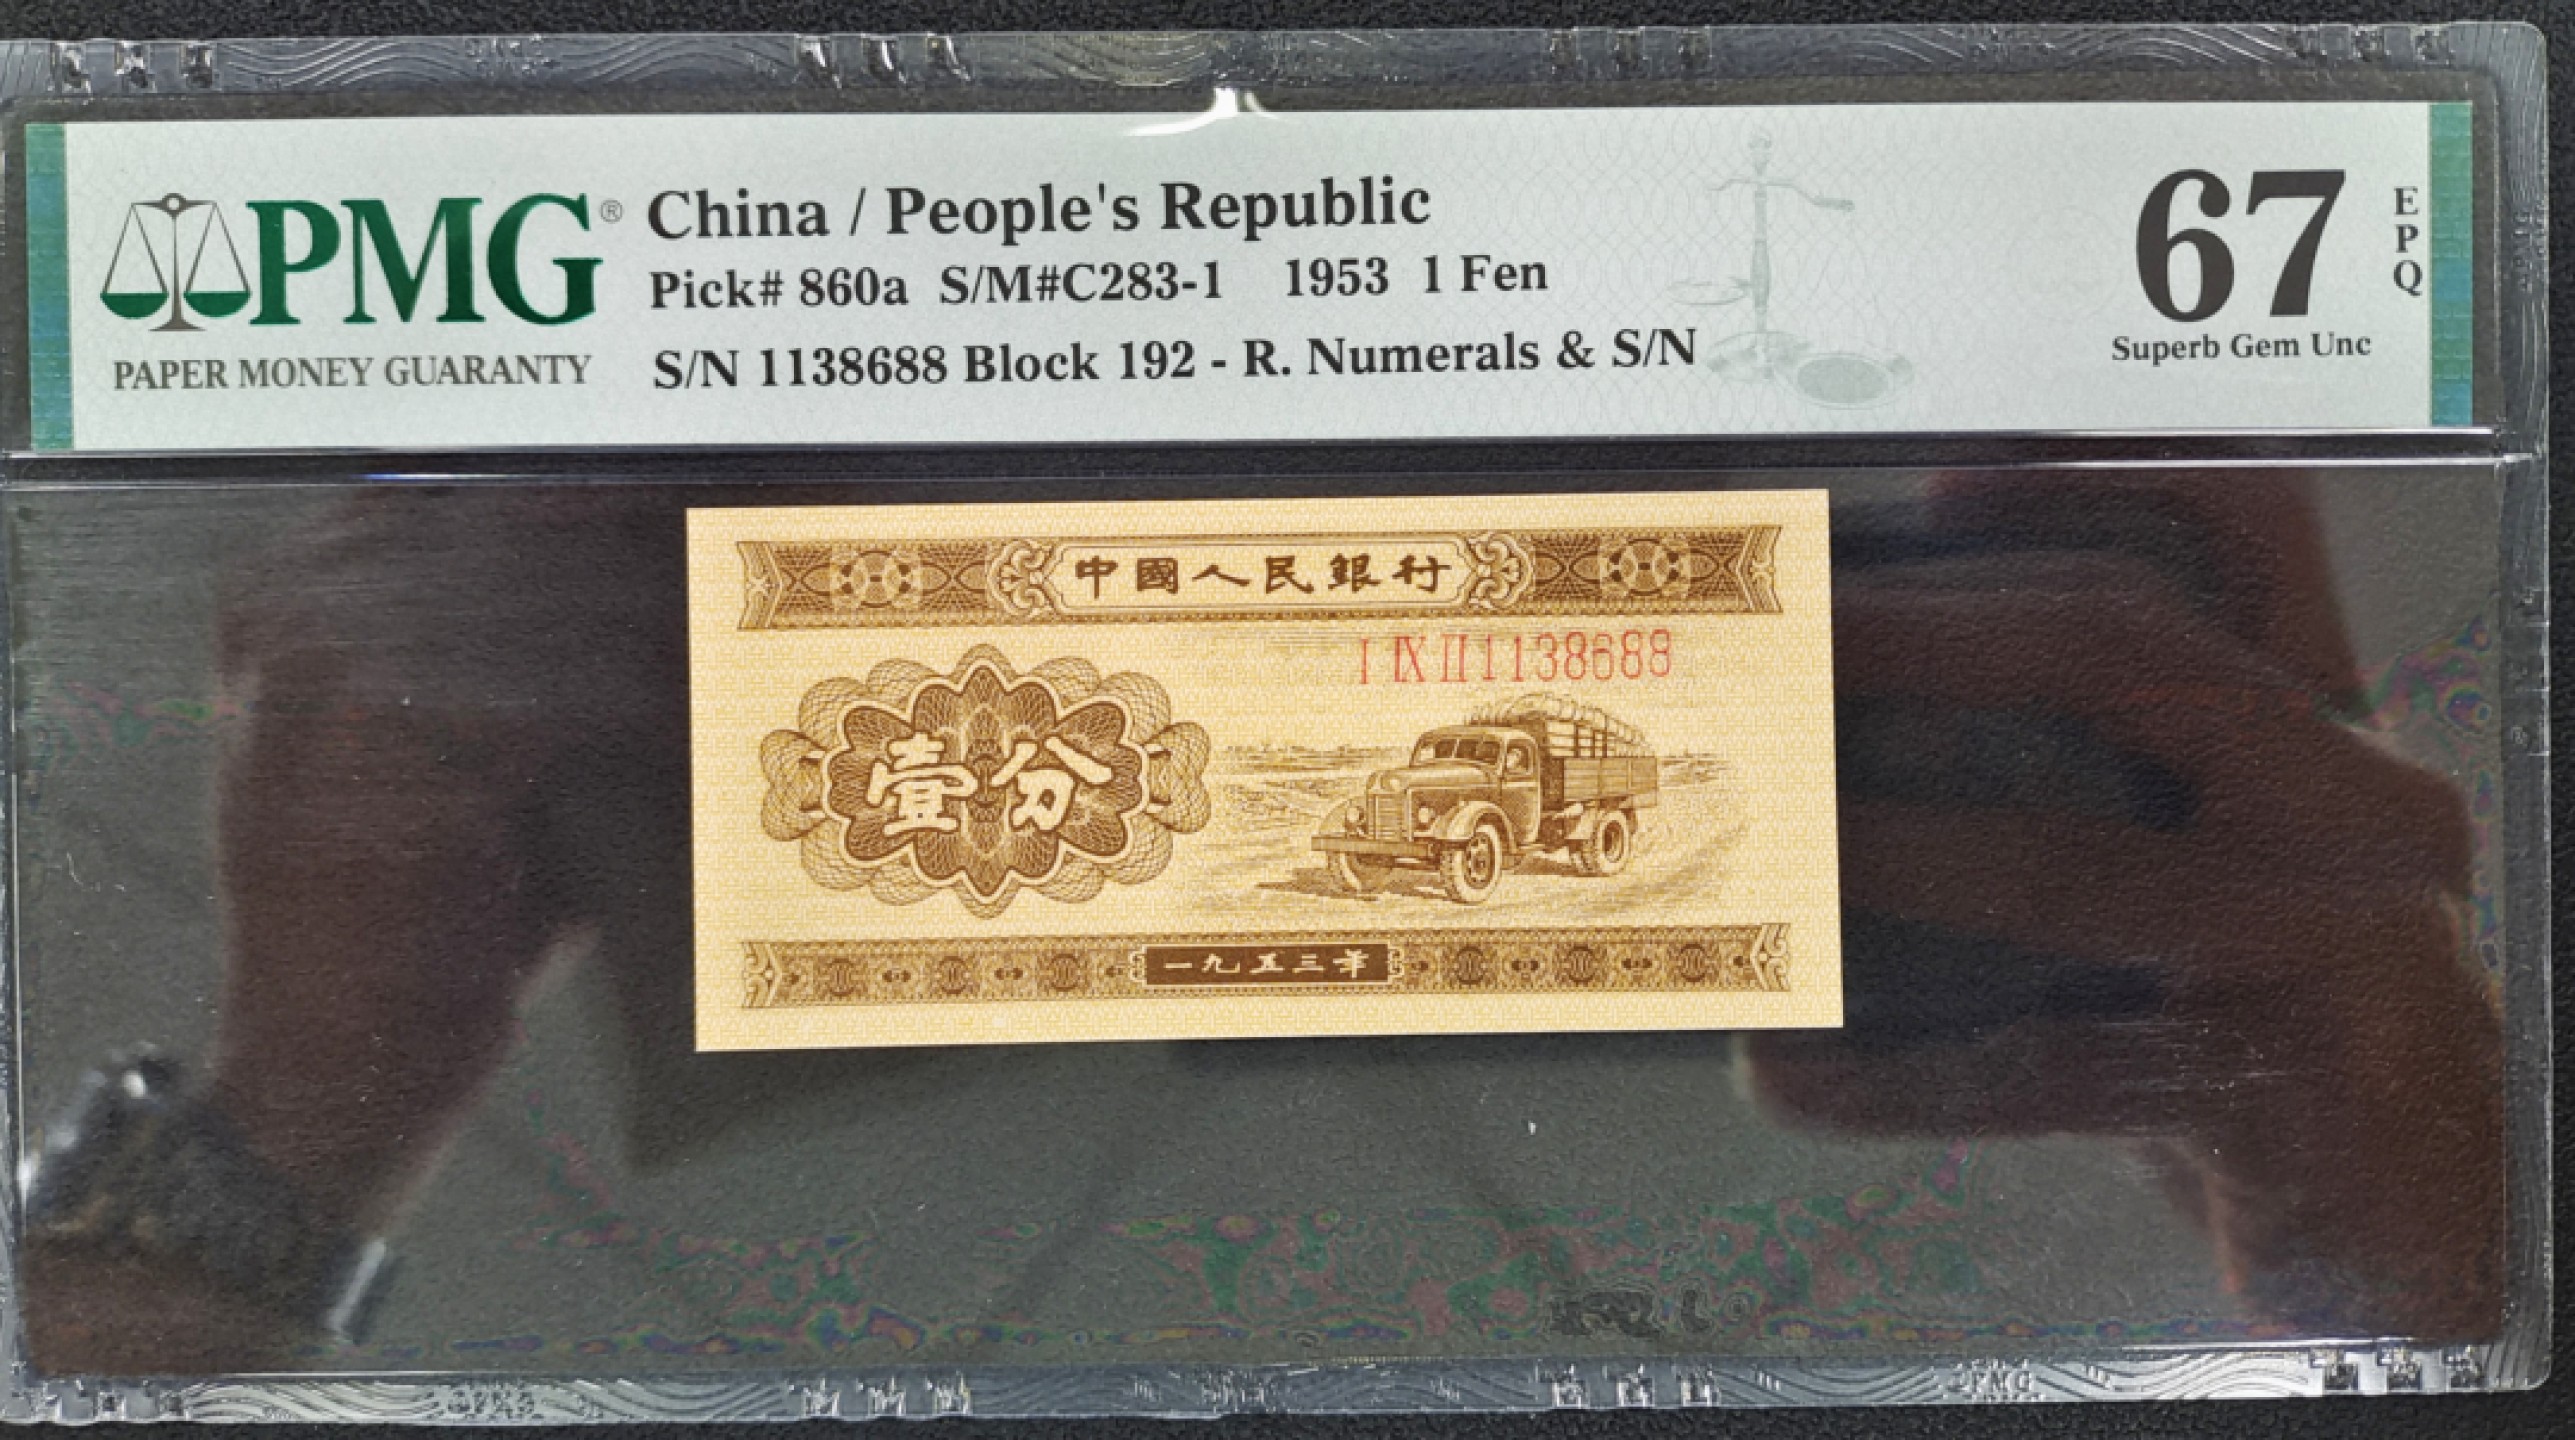 PMG®
PAPER MONEY GUARANTY
China / People's Republic
Pick# 860a S/M#C283-1 1953 1 Fen
S/N 1138688 Block 192 - R. Numerals & S/N
67
EPQ
Superb Gem Unc
中國人民銀行
I IX II 1138688
壹分
一九五三年